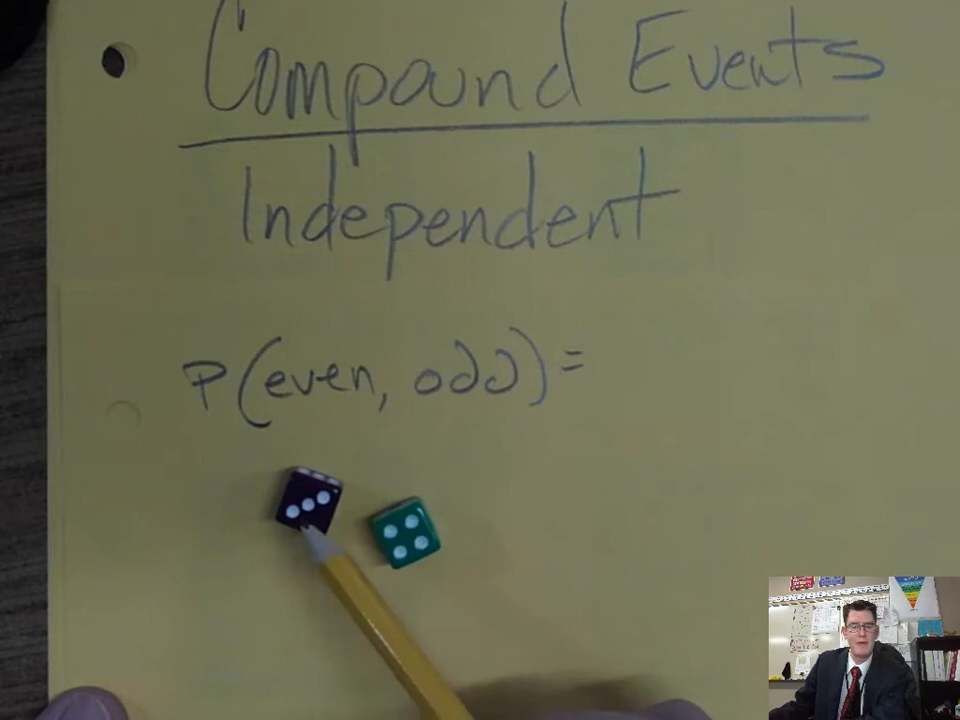 Compound Events
Independent
P(even, odd)=